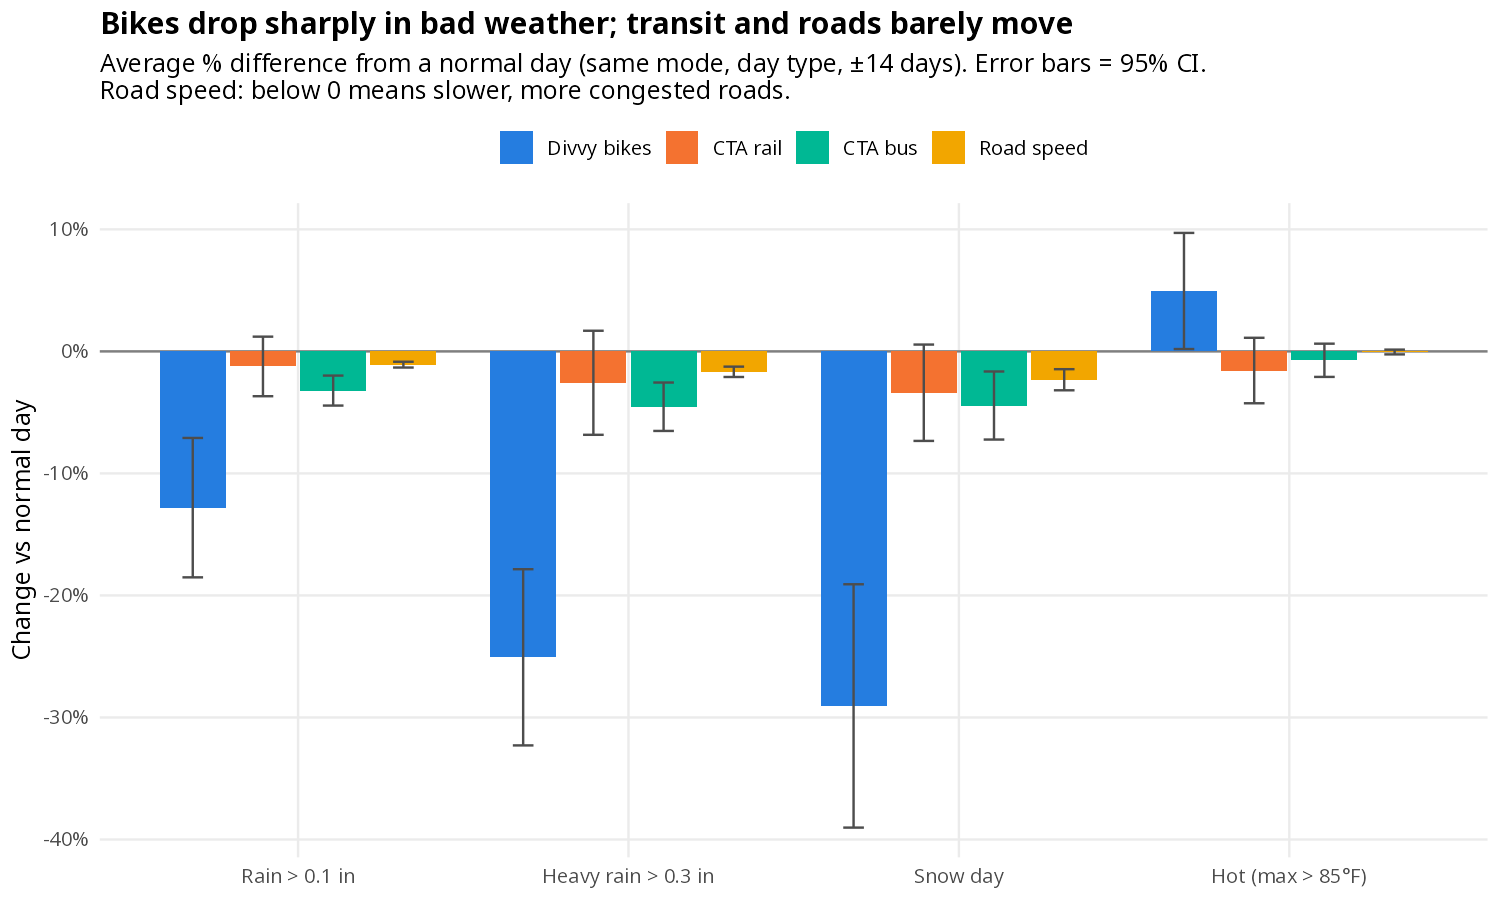 Bikes drop sharply in bad weather; transit and roads barely move
Average % difference from a normal day (same mode, day type, ±14 days). Error bars = 95% CI.
Road speed: below 0 means slower, more congested roads.
Divvy bikes CTA rail CTA bus Road speed
Change vs normal day
10%
0%
-10%
-20%
-30%
-40%
Rain > 0.1 in Heavy rain > 0.3 in Snow day Hot (max > 85°F)